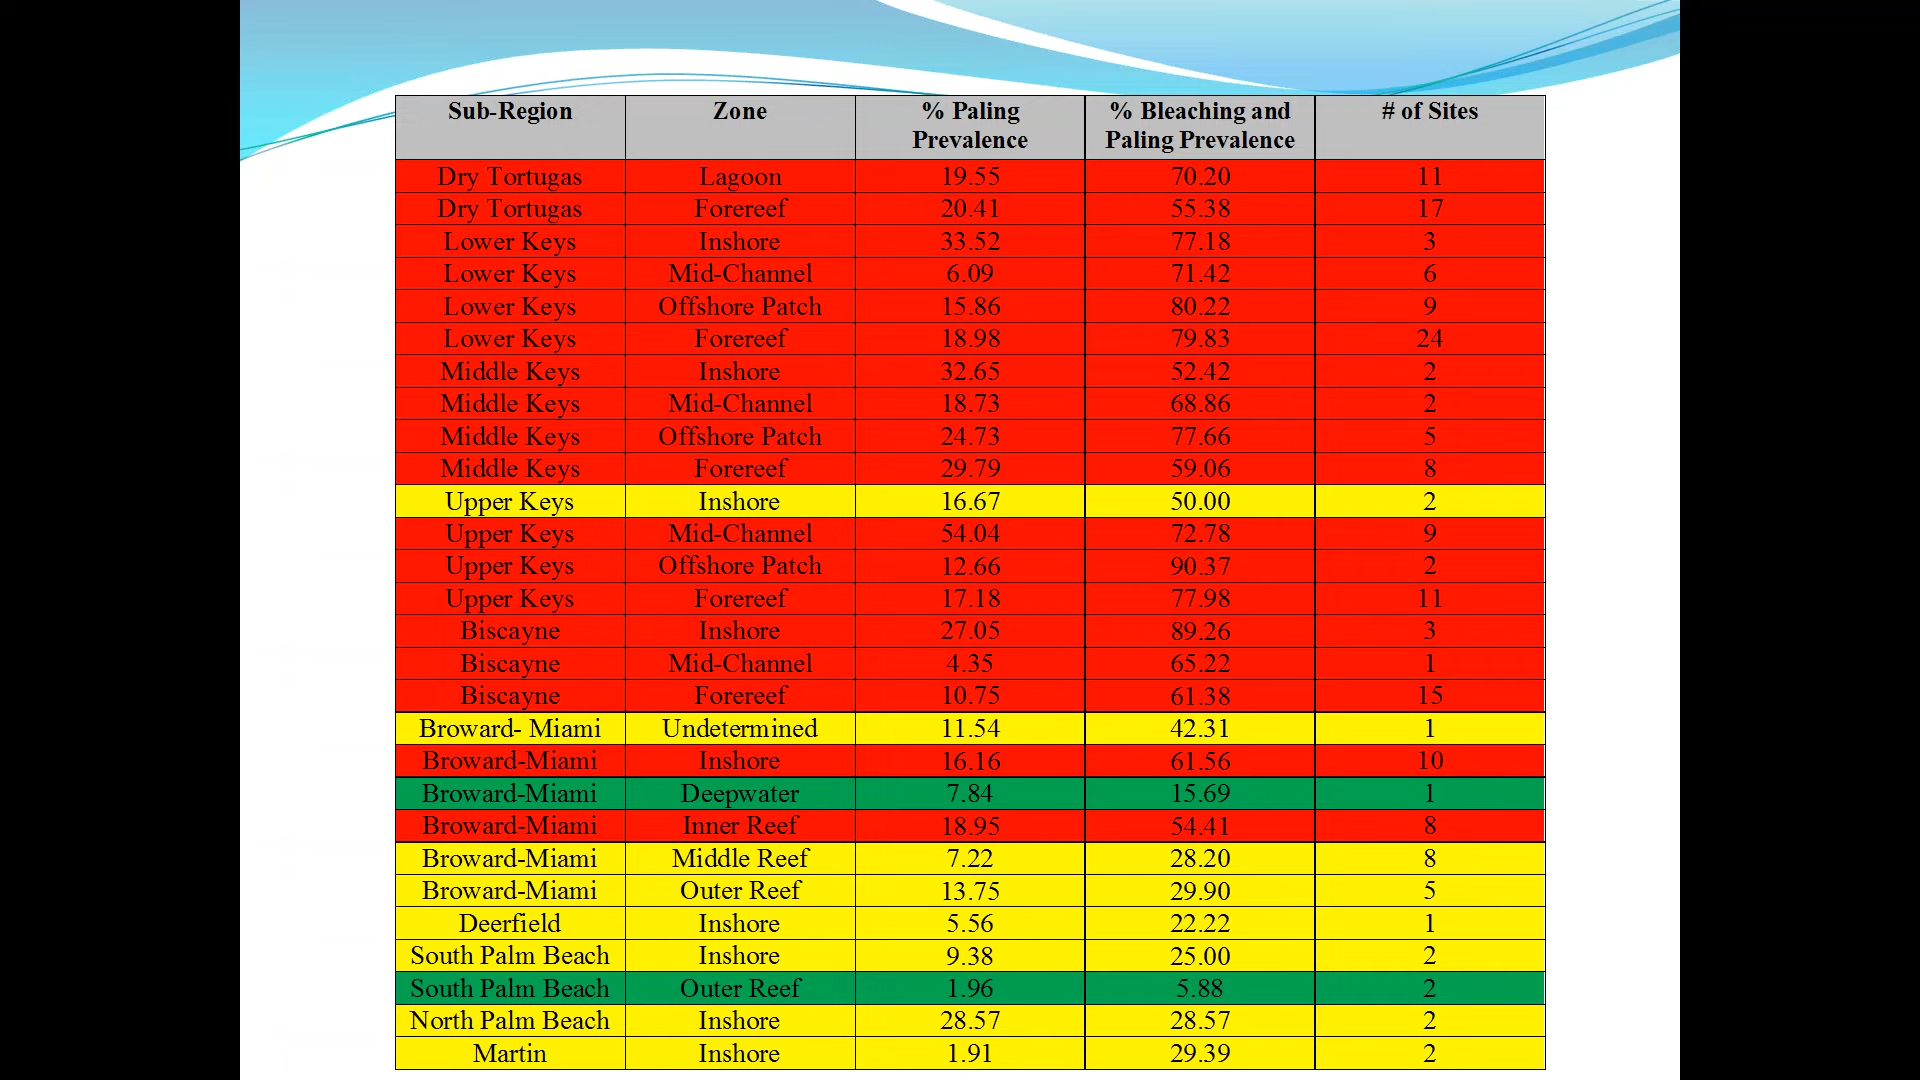 Sub-Region Zone % Paling Prevalence % Bleaching and Paling Prevalence # of Sites
Dry Tortugas Lagoon 19.55 70.20 11
Dry Tortugas Forereef 20.41 55.38 17
Lower Keys Inshore 33.52 77.18 3
Lower Keys Mid-Channel 6.09 71.42 6
Lower Keys Offshore Patch 15.86 80.22 9
Lower Keys Forereef 18.98 79.83 24
Middle Keys Inshore 32.65 52.42 2
Middle Keys Mid-Channel 18.73 68.86 2
Middle Keys Offshore Patch 24.73 77.66 5
Middle Keys Forereef 29.79 59.06 8
Upper Keys Inshore 16.67 50.00 2
Upper Keys Mid-Channel 54.04 72.78 9
Upper Keys Offshore Patch 12.66 90.37 2
Upper Keys Forereef 17.18 77.98 11
Biscayne Inshore 27.05 89.26 3
Biscayne Mid-Channel 4.35 65.22 1
Biscayne Forereef 10.75 61.38 15
Broward- Miami Undetermined 11.54 42.31 1
Broward-Miami Inshore 16.16 61.56 10
Broward-Miami Deepwater 7.84 15.69 1
Broward-Miami Inner Reef 18.95 54.41 8
Broward-Miami Middle Reef 7.22 28.20 8
Broward-Miami Outer Reef 13.75 29.90 5
Deerfield Inshore 5.56 22.22 1
South Palm Beach Inshore 9.38 25.00 2
South Palm Beach Outer Reef 1.96 5.88 2
North Palm Beach Inshore 28.57 28.57 2
Martin Inshore 1.91 29.39 2